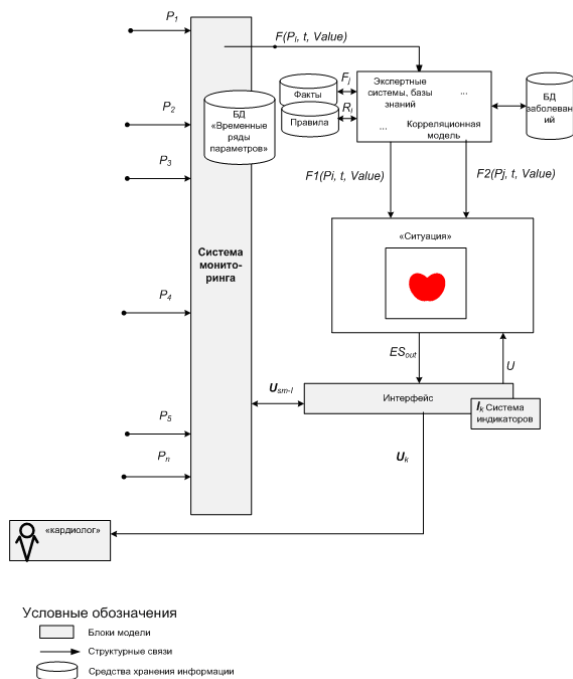 P1
F(Pi, t, Value)
P2
P3
P4
P5
Pn
Система
монито-
ринга
БД
«Временные
ряды
параметров»
Факты
Правила
Fj
Ri
Экспертные
системы, базы
знаний
...
...
Корреляционная
модель
БД
заболеван
ий
F1(Pi, t, Value)
F2(Pj, t, Value)
«Ситуация»
ESout
U
Usm-I
Интерфейс
Ik Система
индикаторов
Uk
«кардиолог»
Условные обозначения
Блоки модели
Структурные связи
Средства хранения информации